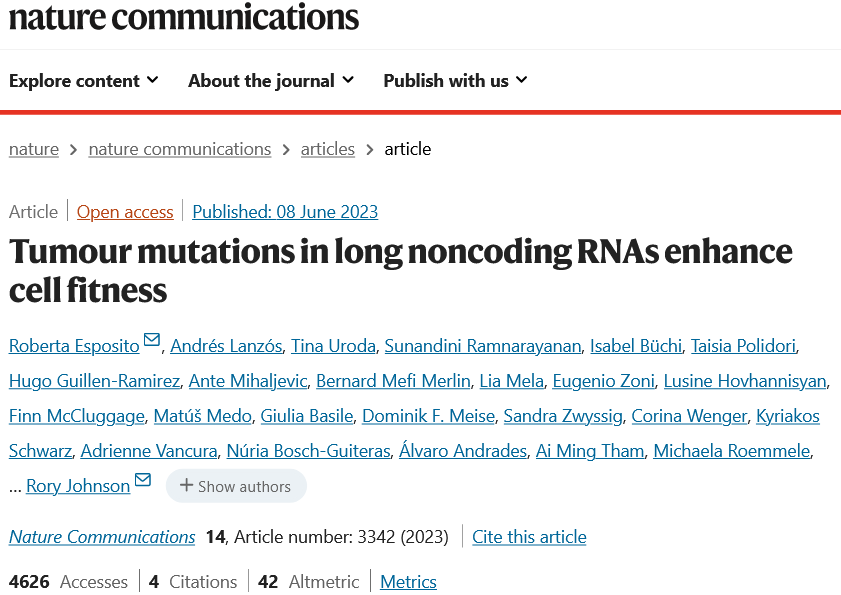 nature communications
Explore content About the journal Publish with us
nature > nature communications > articles > article
Article | Open access | Published: 08 June 2023
Tumour mutations in long noncoding RNAs enhance
cell fitness
Roberta Esposito, Andrés Lanzós, Tina Uroda, Sunandini Ramnarayanan, Isabel Büchi, Taisia Polidori,
Hugo Guillen-Ramirez, Ante Mihaljevic, Bernard Mefi Merlin, Lia Mela, Eugenio Zoni, Lusine Hovhannisyan,
Finn McCluggage, Matúš Medo, Giulia Basile, Dominik F. Meise, Sandra Zwyssig, Corina Wenger, Kyriakos
Schwarz, Adrienne Vancura, Núria Bosch-Guiteras, Álvaro Andrades, Ai Ming Tham, Michaela Roemmele,
... Rory Johnson + Show authors
Nature Communications 14, Article number: 3342 (2023) | Cite this article
4626 Accesses | 4 Citations | 42 Altmetric | Metrics